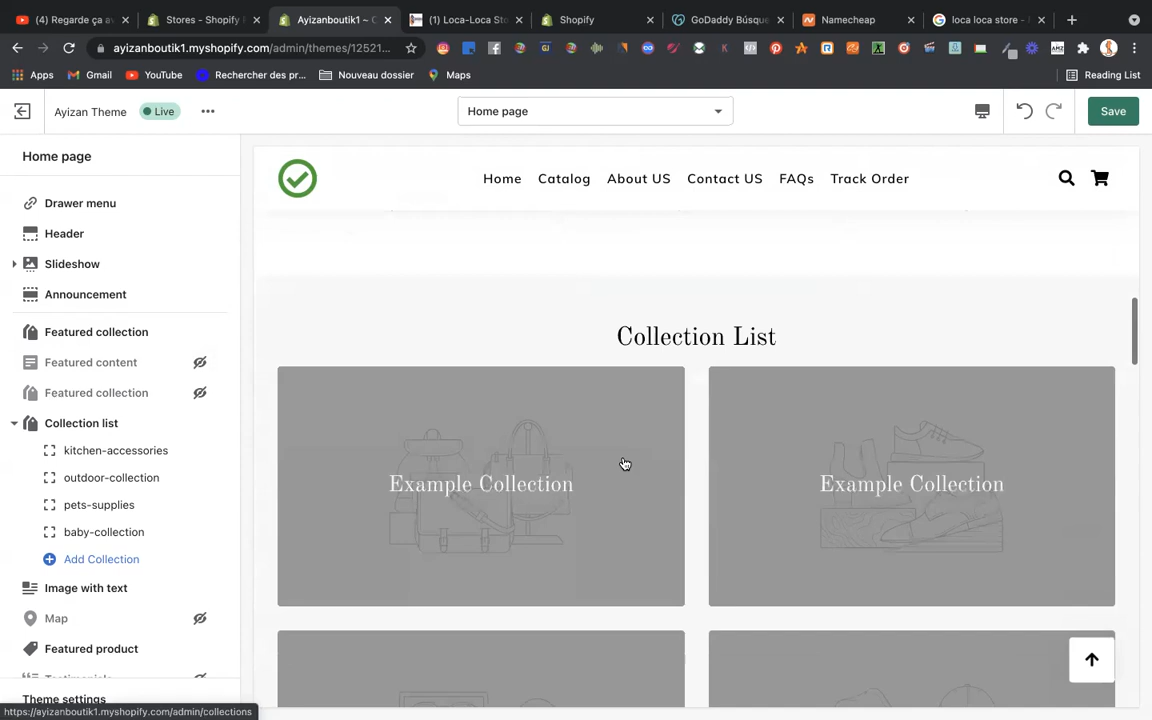 Regarde ça av
Stores - Shopify
Ayizanboutik1 ~ C
(1) Loca-Loca Sto
Shopify
GoDaddy Búsque
Namecheap
loca loca store -
ayizanboutik1.myshopify.com/admin/themes/12521...
Apps
Gmail
YouTube
Rechercher des pr...
Nouveau dossier
Maps
Reading List
Ayizan Theme
Live
Home page
Save
Home page
Drawer menu
Header
Slideshow
Announcement
Featured collection
Featured content
Featured collection
Collection list
kitchen-accessories
outdoor-collection
pets-supplies
baby-collection
Add Collection
Image with text
Map
Featured product
Testimonials
Theme settings
https://ayizanboutik1.myshopify.com/admin/collections
Home Catalog About US Contact US FAQs Track Order
Collection List
Example Collection
Example Collection